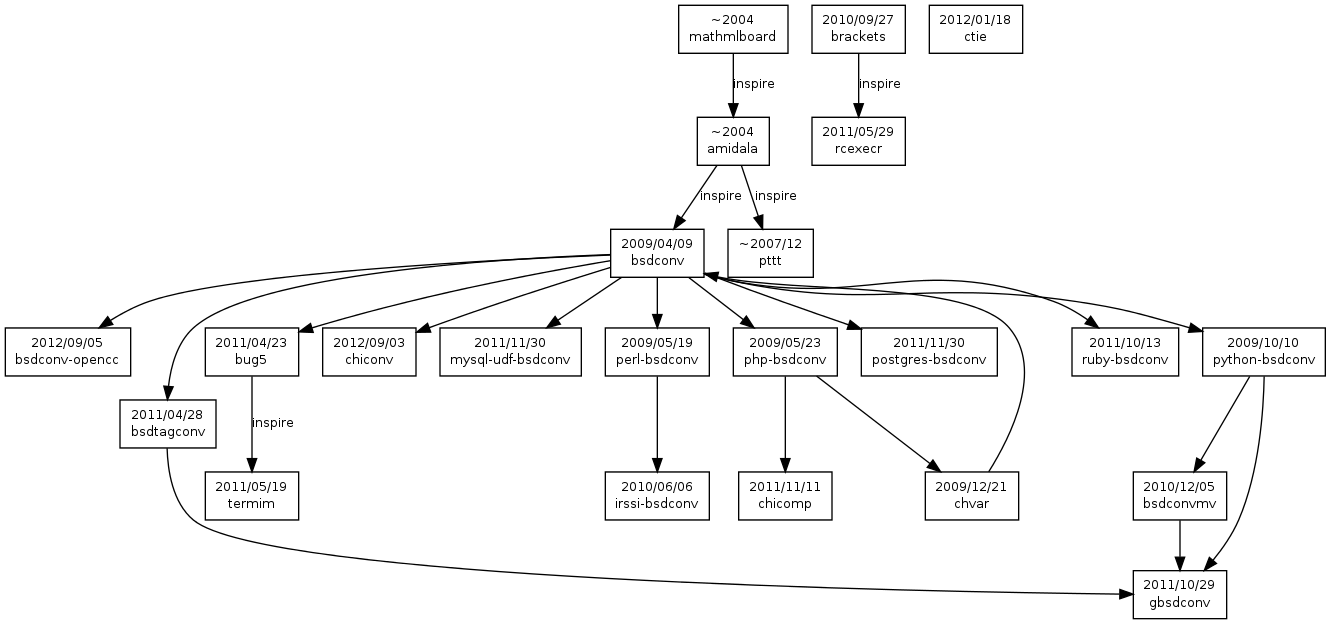 ~2004
mathmlboard
2010/09/27
brackets
2012/01/18
ctie
inspire
inspire
~2004
amidala
2011/05/29
rcexecr
inspire
inspire
2009/04/09
bsdconv
~2007/12
pttt
2012/09/05
bsdconv-opencc
2011/04/23
bug5
2012/09/03
chiconv
2011/11/30
mysql-udf-bsdconv
2009/05/19
perl-bsdconv
2009/05/23
php-bsdconv
2011/11/30
postgres-bsdconv
2011/10/13
ruby-bsdconv
2009/10/10
python-bsdconv
2011/04/28
bsdtagconv
inspire
2011/05/19
termim
2010/06/06
irssi-bsdconv
2011/11/11
chicomp
2009/12/21
chvar
2010/12/05
bsdconvmv
2011/10/29
gbsdconv